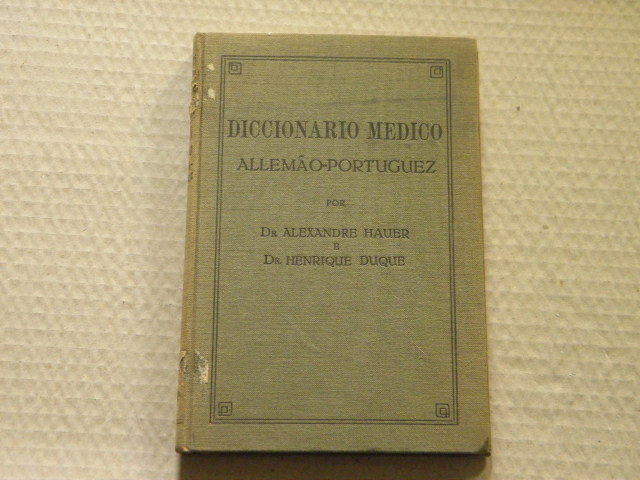 DICCIONARIO MEDICO
ALLEMÃO-PORTUGUEZ
POR
DR. ALEXANDRE HAUER
E
DR. HENRIQUE DUQUE